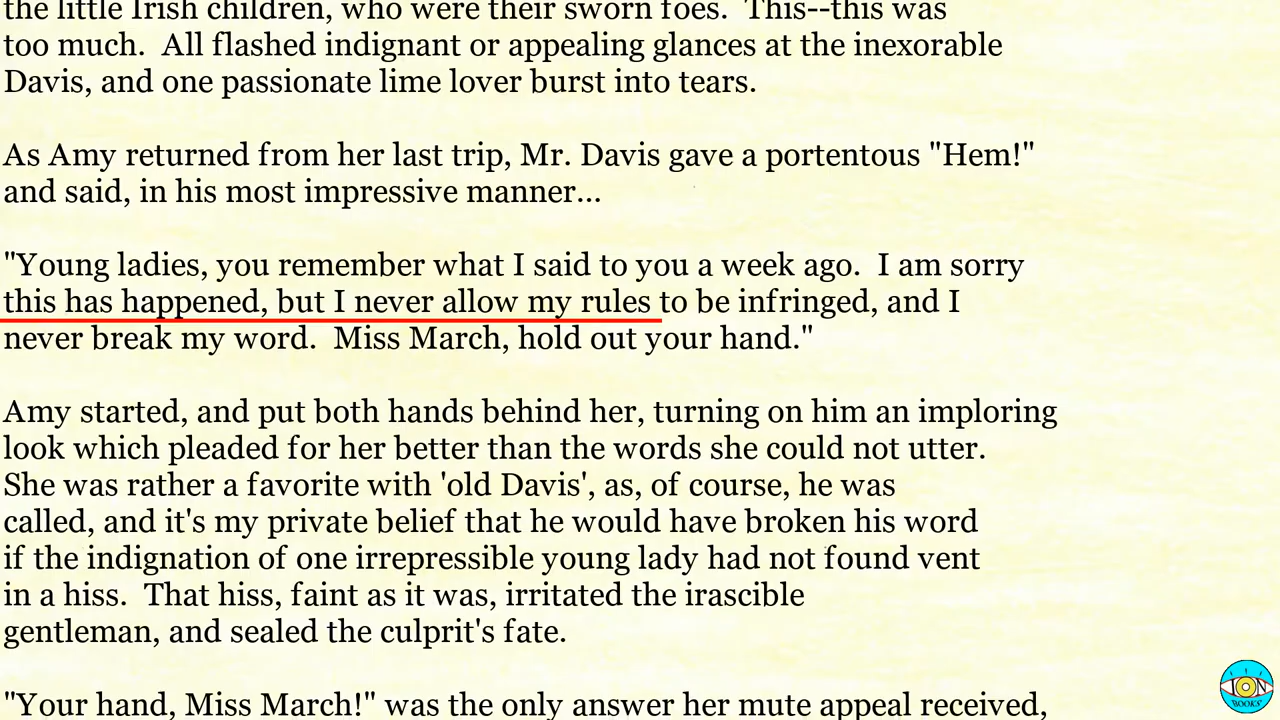 the little Irish children, who were their sworn foes.  This--this was
too much.  All flashed indignant or appealing glances at the inexorable
Davis, and one passionate lime lover burst into tears.
As Amy returned from her last trip, Mr. Davis gave a portentous "Hem!"
and said, in his most impressive manner...
"Young ladies, you remember what I said to you a week ago.  I am sorry
this has happened, but I never allow my rules to be infringed, and I
never break my word.  Miss March, hold out your hand."
Amy started, and put both hands behind her, turning on him an imploring
look which pleaded for her better than the words she could not utter.
She was rather a favorite with 'old Davis', as, of course, he was
called, and it's my private belief that he would have broken his word
if the indignation of one irrepressible young lady had not found vent
in a hiss.  That hiss, faint as it was, irritated the irascible
gentleman, and sealed the culprit's fate.
"Your hand, Miss March!" was the only answer her mute appeal received,
ION
BOOKS